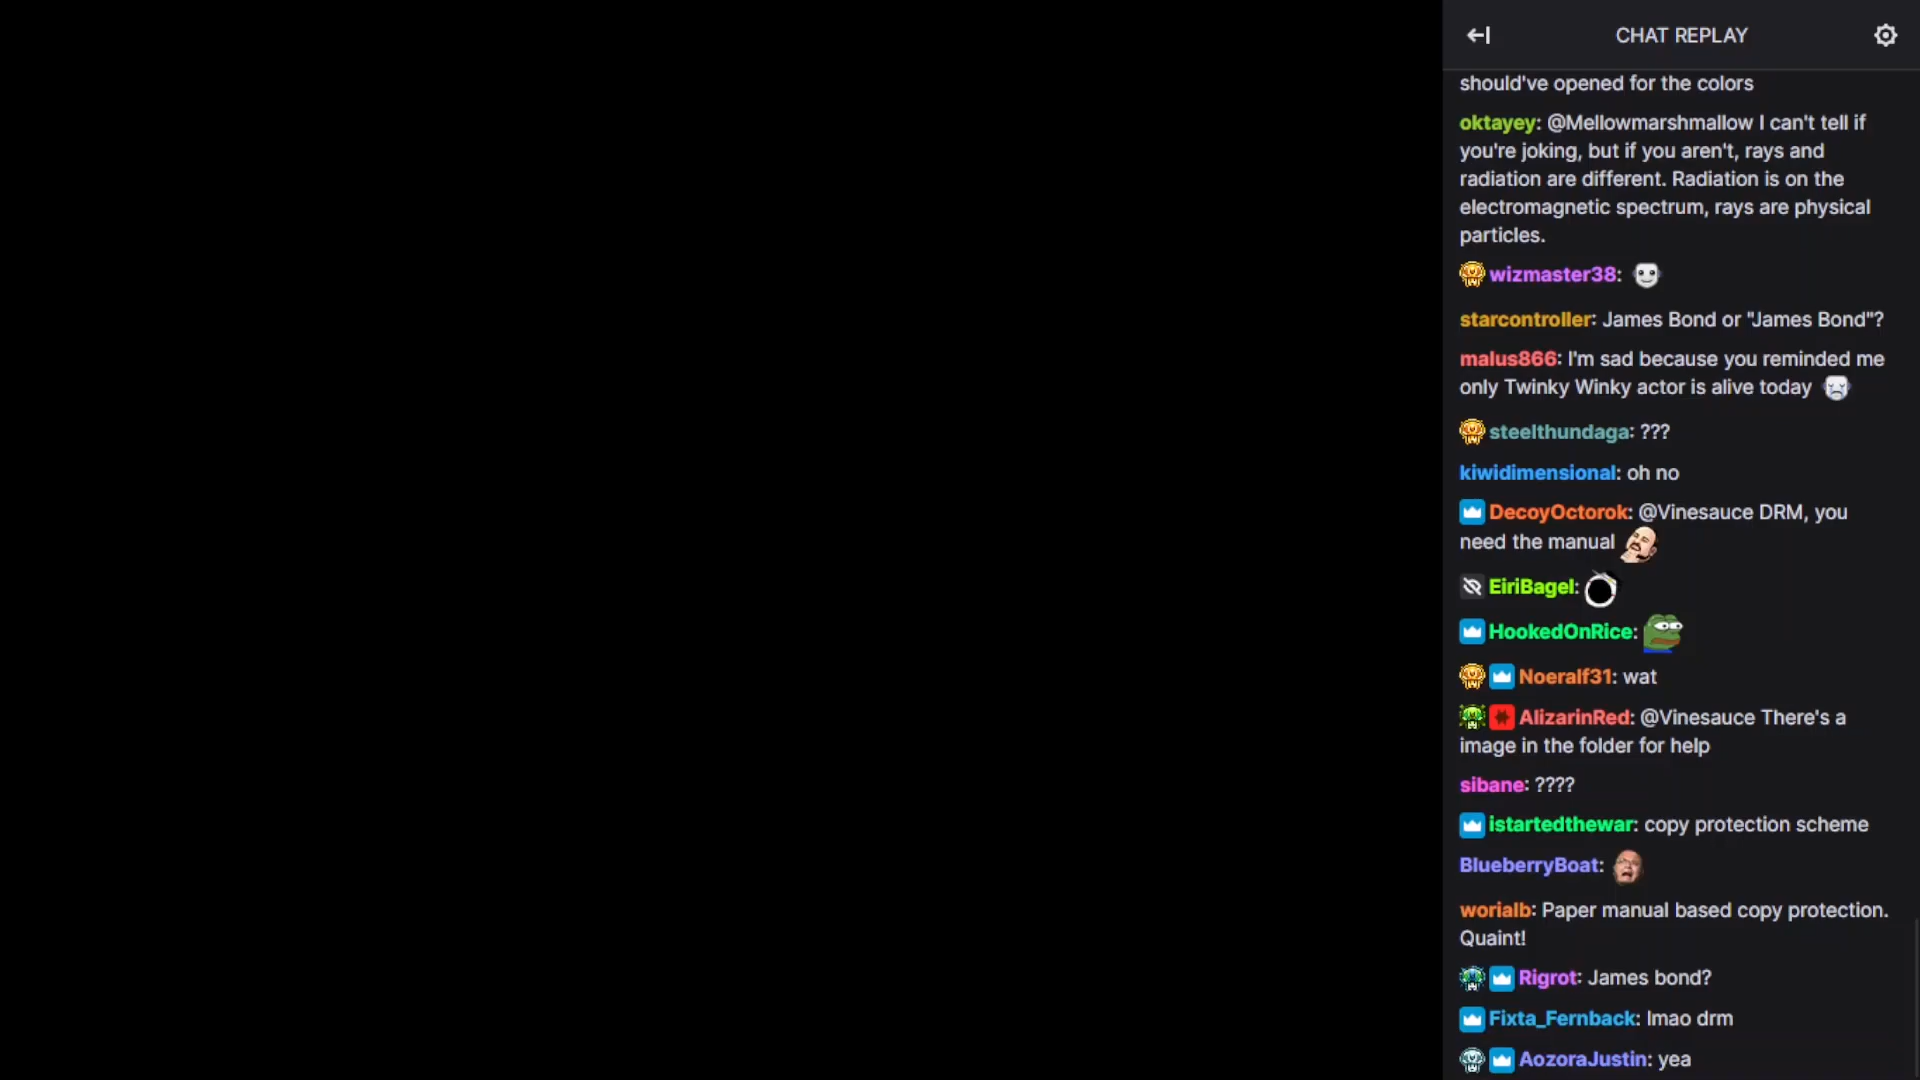 CHAT REPLAY
should've opened for the colors
oktayey: @Mellowmarshmallow I can't tell if
you're joking, but if you aren't, rays and
radiation are different. Radiation is on the
electromagnetic spectrum, rays are physical
particles.
wizmaster38:
starcontroller: James Bond or "James Bond"?
malus866: I'm sad because you reminded me
only Twinky Winky actor is alive today
steelthundaga: ???
kiwidimensional: oh no
DecoyOctorok: @Vinesauce DRM, you
need the manual
EiriBagel:
HookedOnRice:
Noeralf31: wat
AlizarinRed: @Vinesauce There's a
image in the folder for help
sibane: ????
istartedthewar: copy protection scheme
BlueberryBoat:
worialb: Paper manual based copy protection.
Quaint!
Rigrot: James bond?
Fixta_Fernback: lmao drm
AozoraJustin: yea